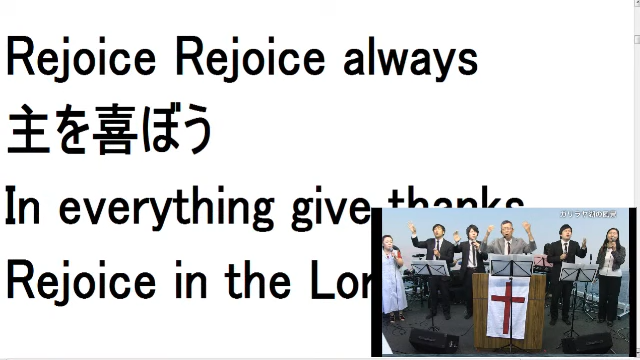 Rejoice Rejoice always
主を喜ぼう
In everything give thanks
Rejoice in the Lor